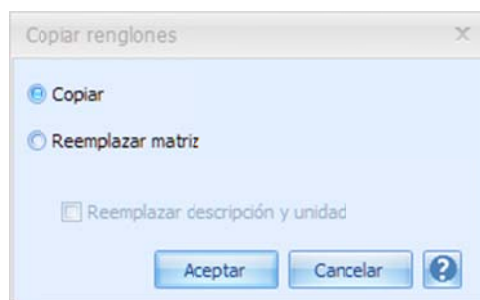 Copiar renglones
Copiar
Reemplazar matriz
Reemplazar descripción y unidad
Aceptar Cancelar ?